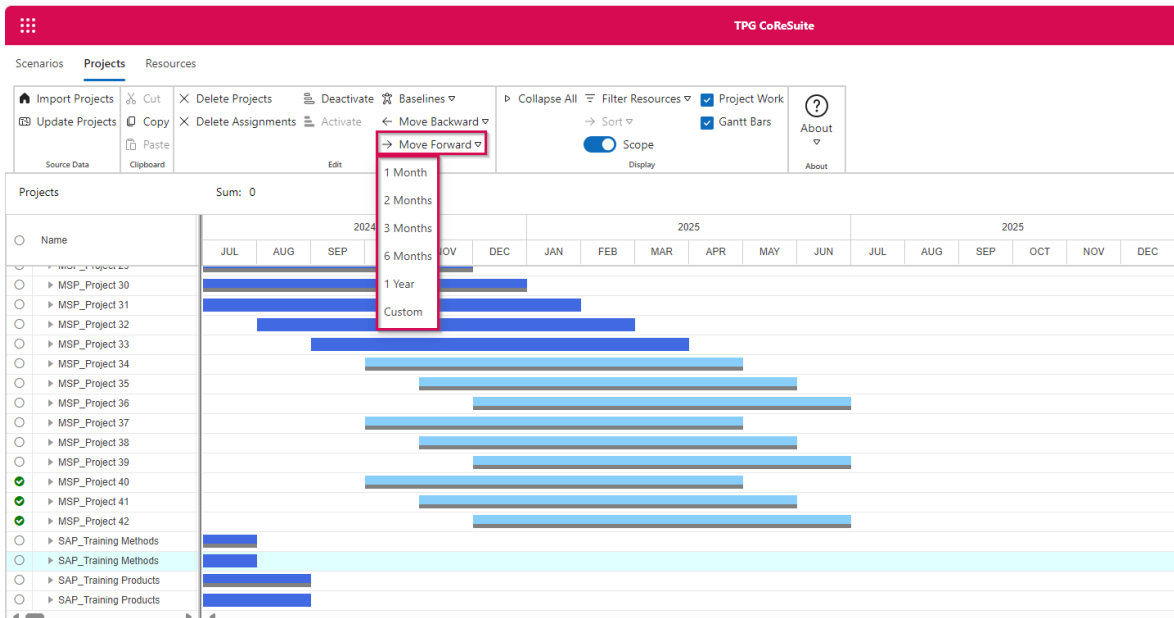 TPG CoReSuite
Scenarios Projects Resources
Import Projects Cut Delete Projects Deactivate Baselines Collapse All Filter Resources Project Work
Update Projects Copy Delete Assignments Activate Move Backward Sort Gantt Bars About
Paste Move Forward Scope
Source Data Clipboard Edit Display About
1 Month
2 Months
3 Months
6 Months
1 Year
Custom
Projects Sum: 0
Name
2024 2025 2025
JUL AUG SEP NOV DEC JAN FEB MAR APR MAY JUN JUL AUG SEP OCT NOV DEC
MSP_Project 29
MSP_Project 30
MSP_Project 31
MSP_Project 32
MSP_Project 33
MSP_Project 34
MSP_Project 35
MSP_Project 36
MSP_Project 37
MSP_Project 38
MSP_Project 39
MSP_Project 40
MSP_Project 41
MSP_Project 42
SAP_Training Methods
SAP_Training Methods
SAP_Training Products
SAP_Training Products